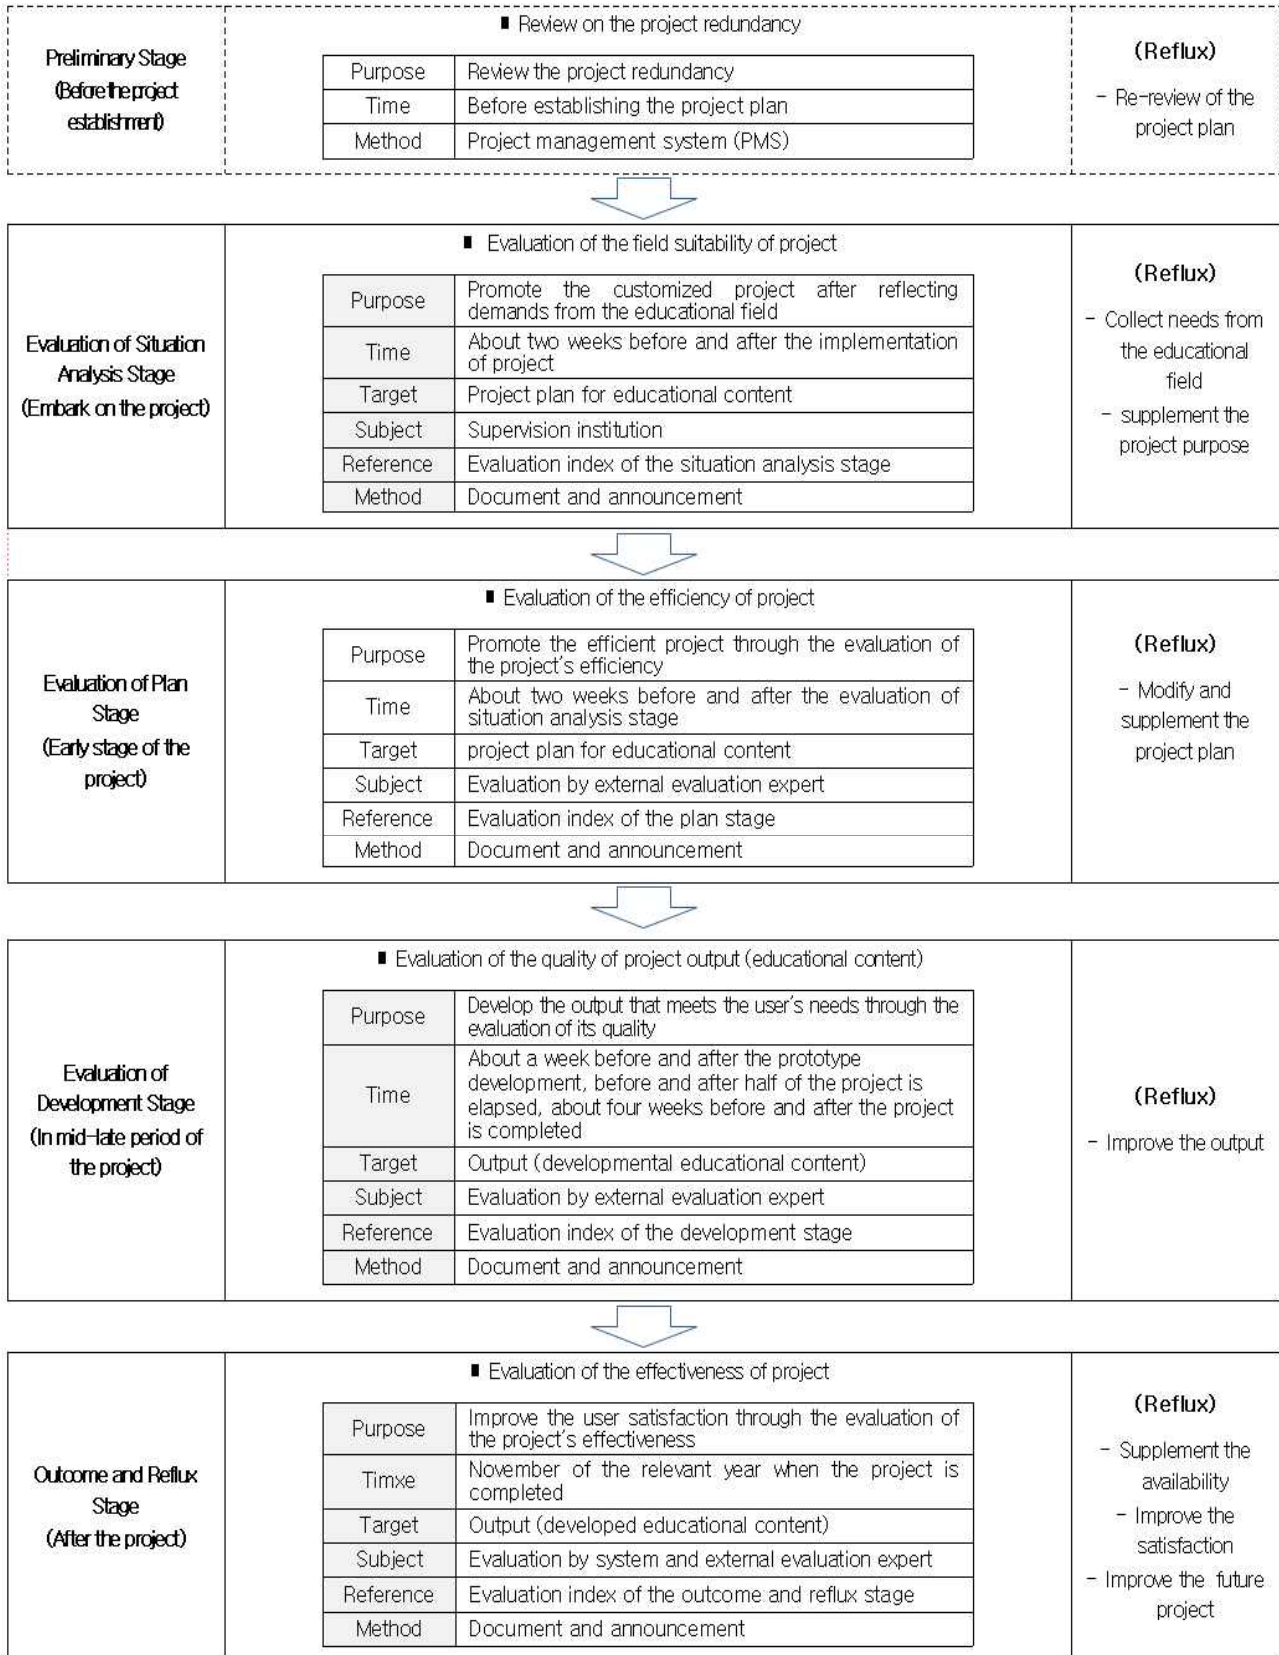 Preliminary Stage
(Before the project
establishment)
■ Review on the project redundancy
Purpose Review the project redundancy
Time Before establishing the project plan
Method Project management system (PMS)
(Reflux)
- Re-review of the
project plan
Evaluation of Situation
Analysis Stage
(Embark on the project)
■ Evaluation of the field suitability of project
Purpose Promote the customized project after reflecting
demands from the educational field
Time About two weeks before and after the implementation
of project
Target Project plan for educational content
Subject Supervision institution
Reference Evaluation index of the situation analysis stage
Method Document and announcement
(Reflux)
- Collect needs from
the educational
field
- supplement the
project purpose
Evaluation of Plan
Stage
(Early stage of the
project)
■ Evaluation of the efficiency of project
Purpose Promote the efficient project through the evaluation of
the project's efficiency
Time About two weeks before and after the evaluation of
situation analysis stage
Target project plan for educational content
Subject Evaluation by external evaluation expert
Reference Evaluation index of the plan stage
Method Document and announcement
(Reflux)
- Modify and
supplement the
project plan
Evaluation of
Development Stage
(In mid-late period of
the project)
■ Evaluation of the quality of project output (educational content)
Purpose Develop the output that meets the user's needs through the
evaluation of its quality
Time About a week before and after the prototype
development, before and after half of the project is
elapsed, about four weeks before and after the project
is completed
Target Output (developmental educational content)
Subject Evaluation by external evaluation expert
Reference Evaluation index of the development stage
Method Document and announcement
(Reflux)
- Improve the output
Outcome and Reflux
Stage
(After the project)
■ Evaluation of the effectiveness of project
Purpose Improve the user satisfaction through the evaluation of
the project's effectiveness
Timxe November of the relevant year when the project is
completed
Target Output (developed educational content)
Subject Evaluation by system and external evaluation expert
Reference Evaluation index of the outcome and reflux stage
Method Document and announcement
(Reflux)
- Supplement the
availability
- Improve the
satisfaction
- Improve the future
project